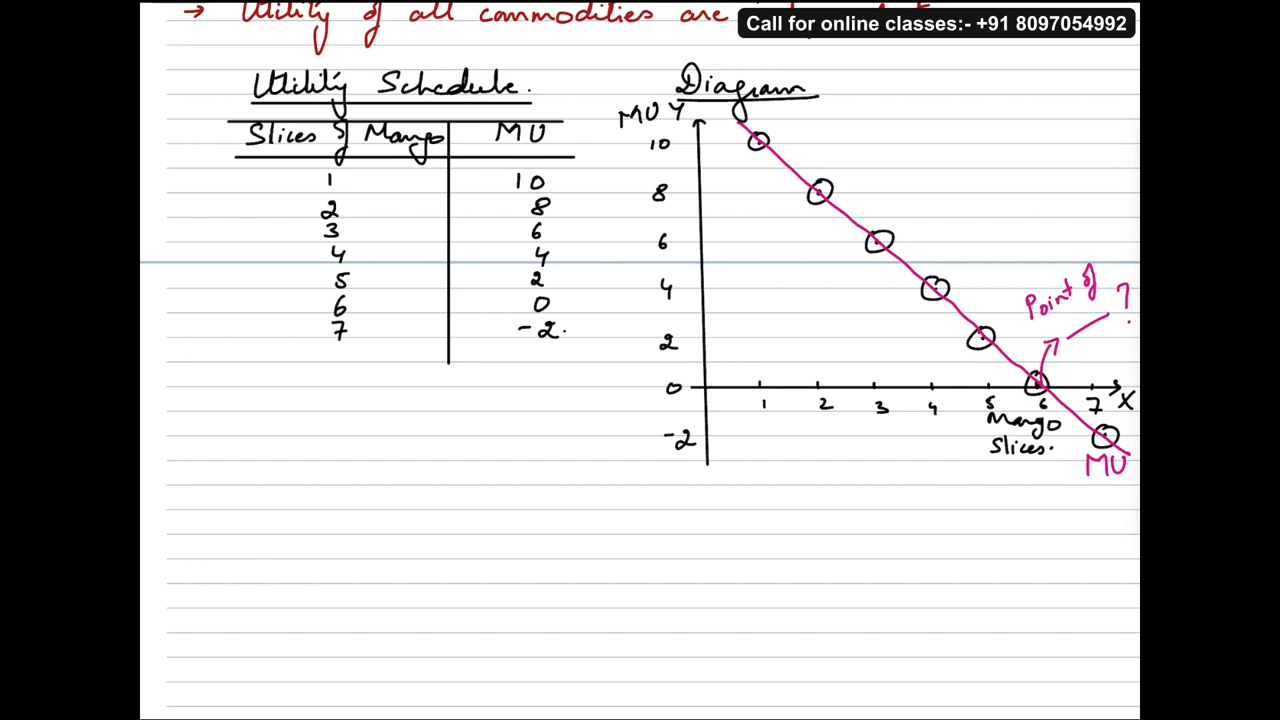 → Utility of all commodities are
Call for online classes:- +91 8097054992
Utility Schedule.
Slices of Mango MU
1 10
2 8
3 6
4 4
5 2
6 0
7 -2.
Diagram
MU Y
10
8
6
4
2
0
-2
1 2 3 4 5 6 7 X
Mango
Slices.
Point of
?
MU